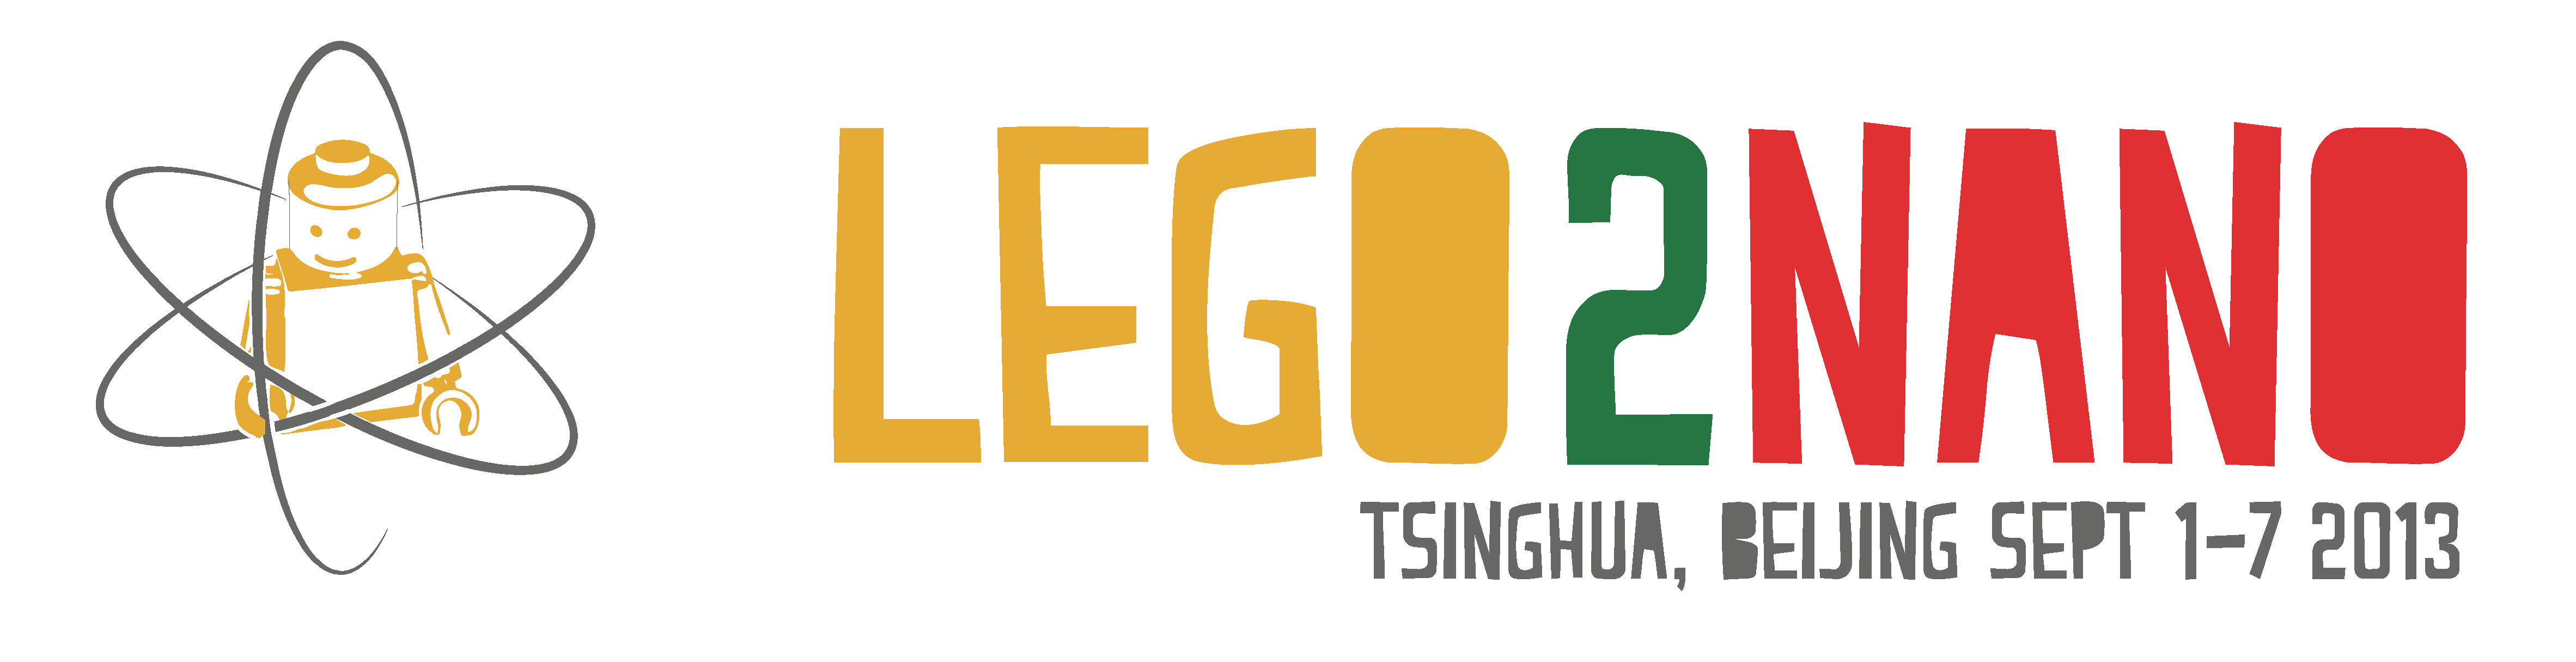 LEGO2NANO
TSINGHUA, BEIJING SEPT 1-7 2013